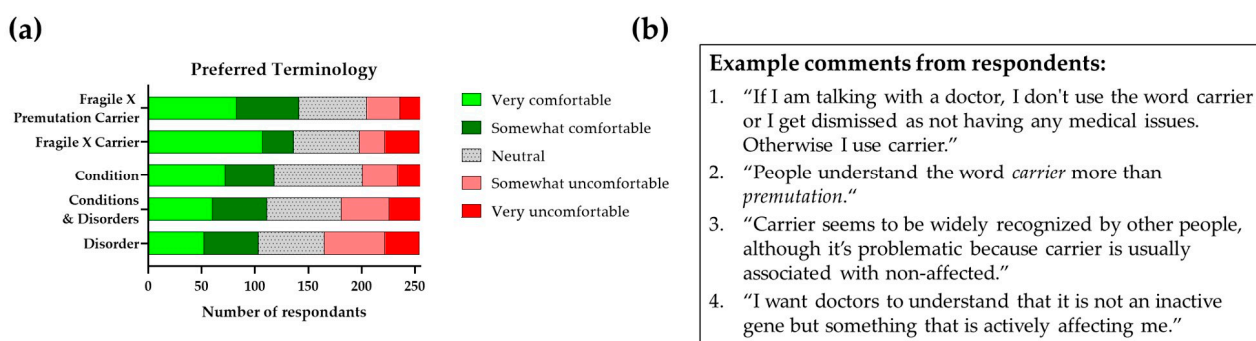 (a)
Preferred Terminology
Fragile X
Premutation Carrier
Fragile X Carrier
Condition
Conditions
& Disorders
Disorder
0 50 100 150 200 250
Number of respondants
Very comfortable
Somewhat comfortable
Neutral
Somewhat uncomfortable
Very uncomfortable
(b)
Example comments from respondents:
1. “If I am talking with a doctor, I don't use the word carrier
or I get dismissed as not having any medical issues.
Otherwise I use carrier.”
2. “People understand the word carrier more than
premutation.“
3. “Carrier seems to be widely recognized by other people,
although it’s problematic because carrier is usually
associated with non-affected.”
4. “I want doctors to understand that it is not an inactive
gene but something that is actively affecting me.”